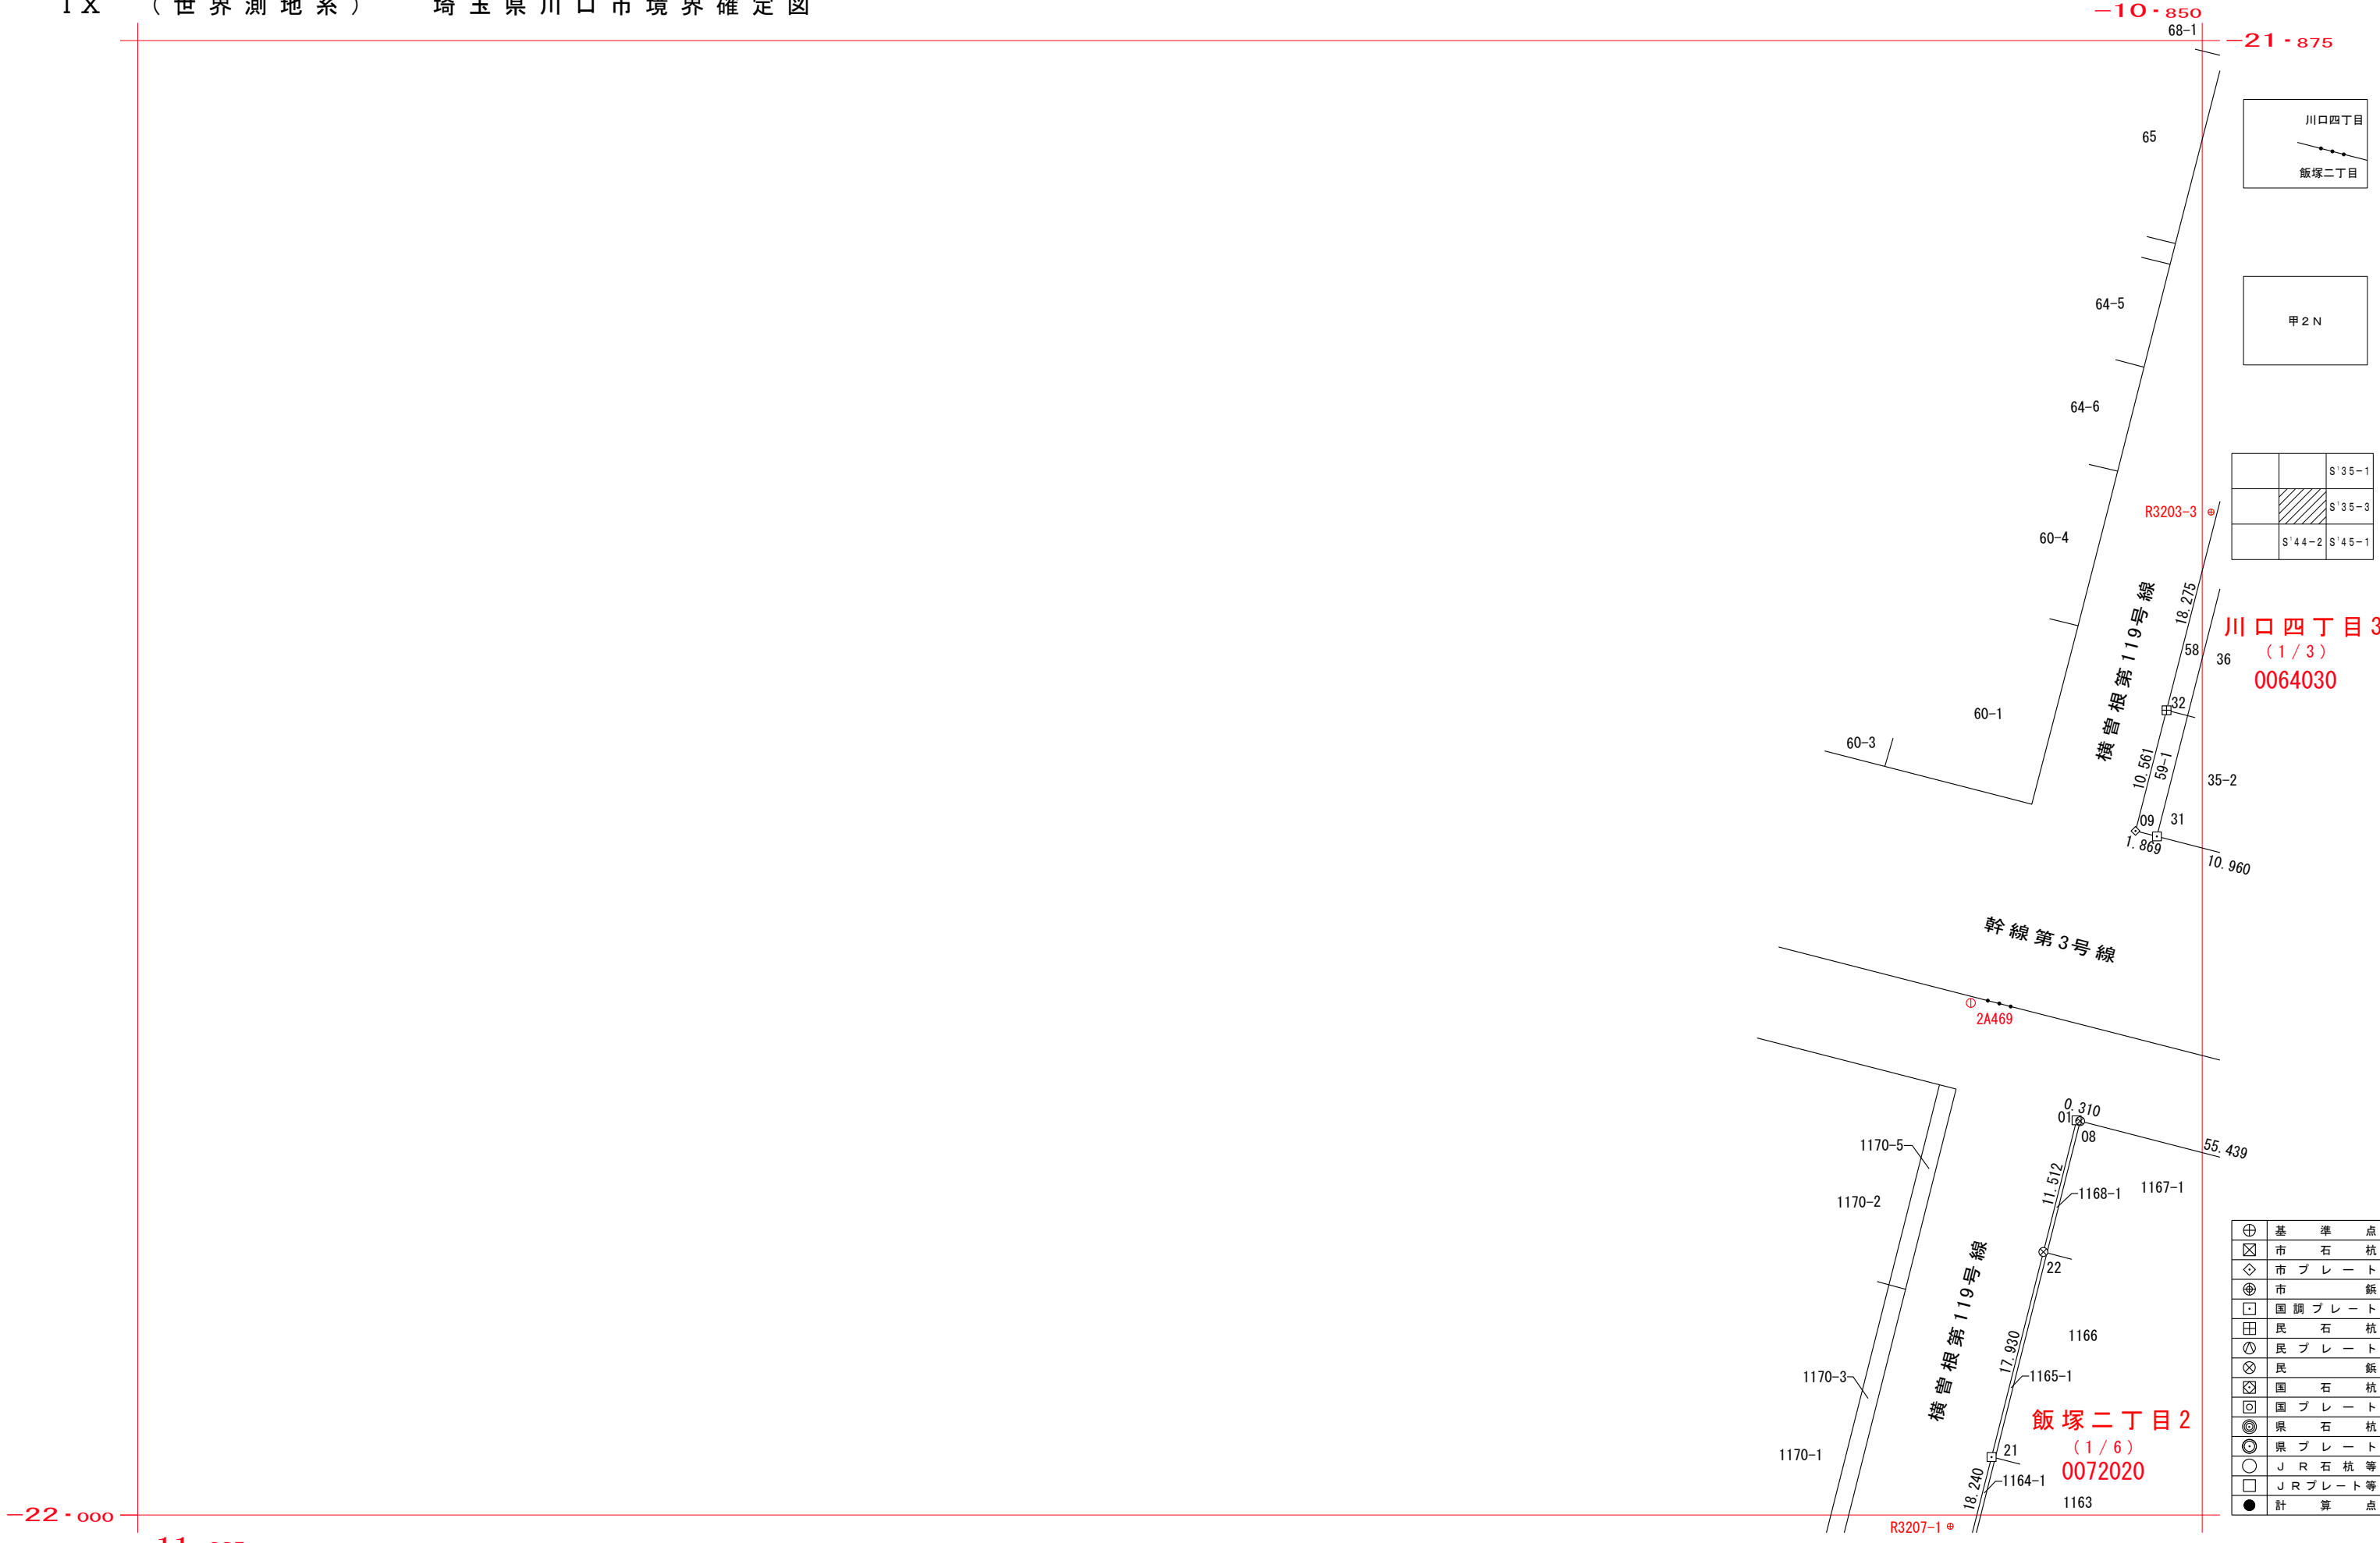 IX （世界測地系） 埼玉県川口市境界確定図
-10.850
68-1
-21.875
65
川口四丁目
飯塚二丁目
64-5
甲2N
64-6
S'35-1
R3203-3
S'35-3
60-4
S'44-2 S'45-1
横曽根第119号線
18.275
川口四丁目3
58
36
(1/3)
0064030
32
60-1
60-3
10.561
59-1
35-2
09
31
1.869
10.960
幹線第3号線
2A469
0.310
01
08
1170-5
55.439
11.512
1168-1
1167-1
1170-2
22
横曽根第119号線
1166
17.930
1170-3
1165-1
飯塚二丁目2
(1/6)
0072020
1170-1
21
1164-1
18.240
1163
R3207-1
-22.000
基準点
市石杭
市プレート
市鋲
国調プレート
民石杭
民プレート
民鋲
国石杭
国プレート
県石杭
県プレート
JR石杭等
JRプレート等
計算点